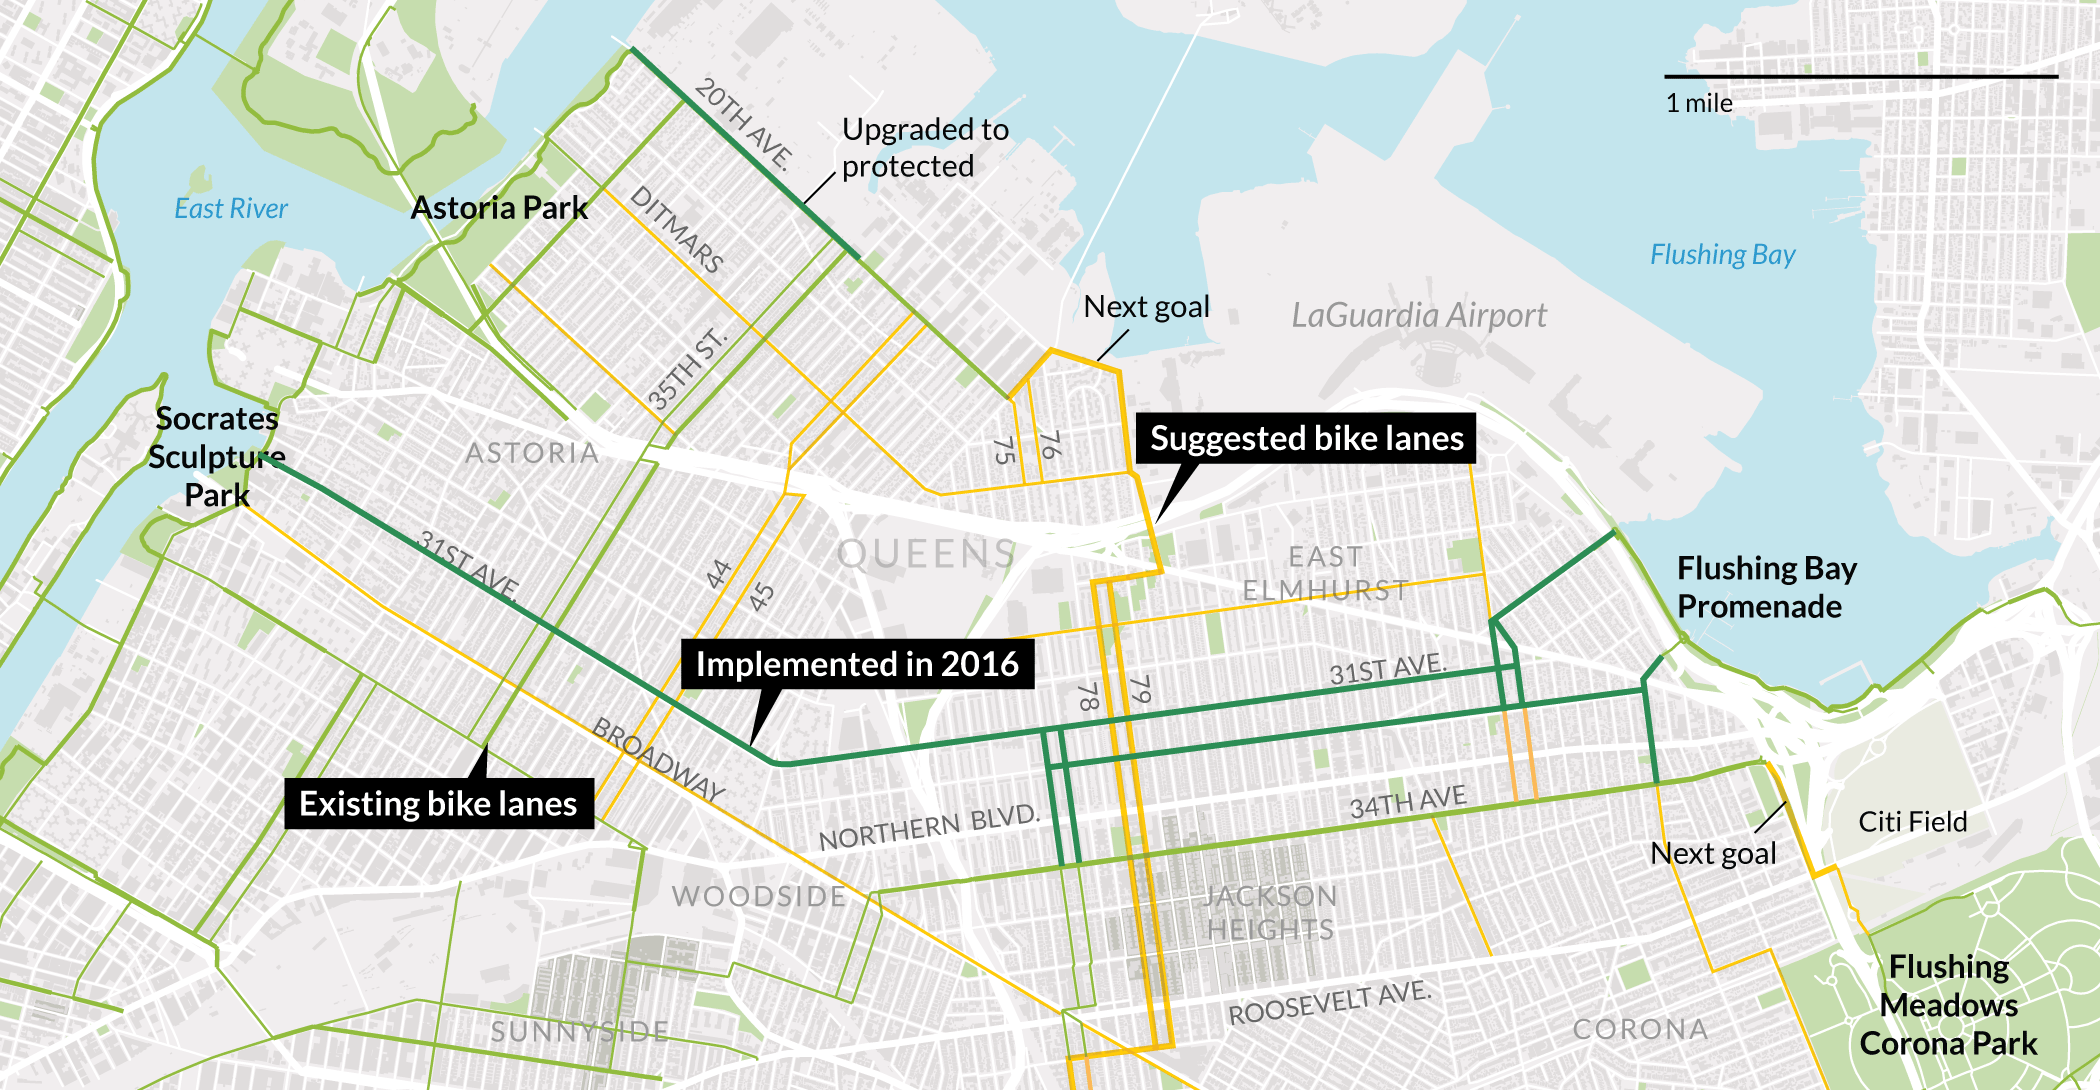 20TH AVE.
1 mile
Upgraded to
protected
East River
Astoria Park
DITMARS
Flushing Bay
Next goal
LaGuardia Airport
35TH ST.
Socrates
Sculpture
Park
ASTORIA
75
76
Suggested bike lanes
31ST AVE.
QUEENS
44
45
EAST
ELMHURST
Flushing Bay
Promenade
Implemented in 2016
31ST AVE.
78
79
BROADWAY
Existing bike lanes
NORTHERN BLVD.
34TH AVE
Citi Field
Next goal
WOODSIDE
JACKSON
HEIGHTS
Flushing
Meadows
Corona Park
ROOSEVELT AVE.
SUNNYSIDE
CORONA